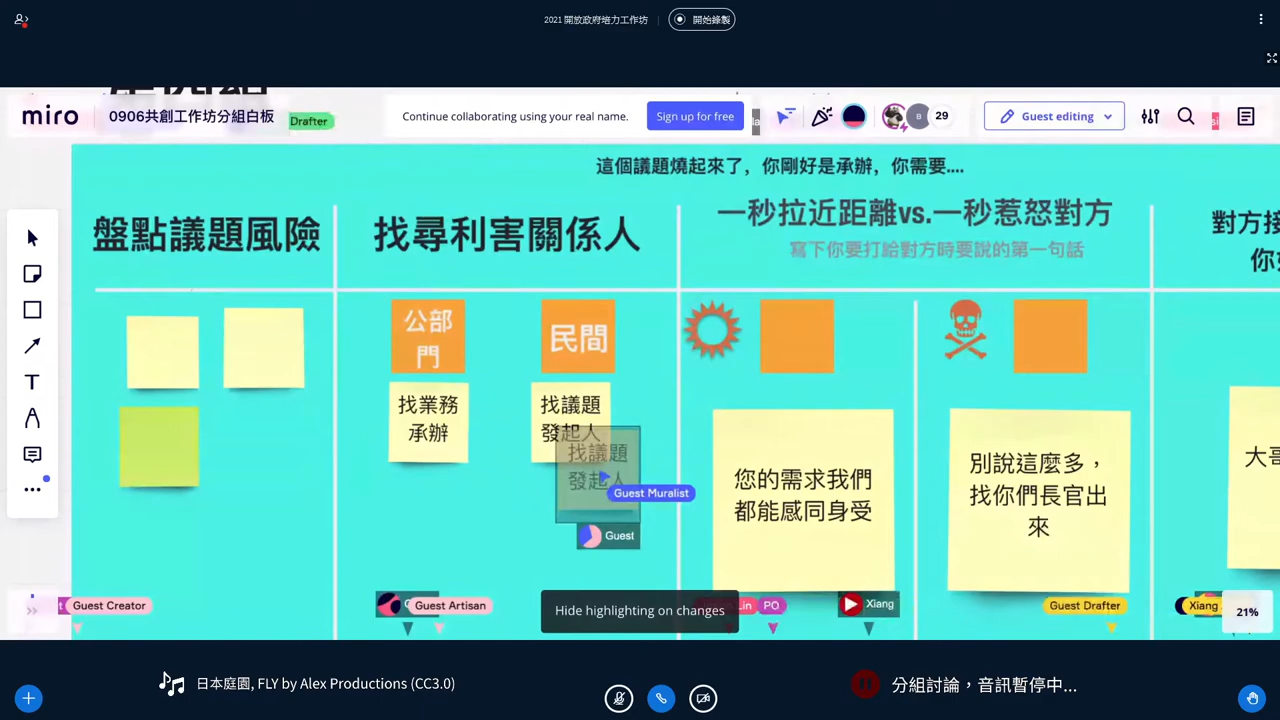 2021 開放政府培力工作坊
開始錄製
miro
0906共創工作坊分組白板
Drafter
Continue collaborating using your real name.
Sign up for free
B
29
Guest editing
這個議題燒起來了，你剛好是承辦，你需要....
盤點議題風險
找尋利害關係人
一秒拉近距離vs.一秒惹怒對方
寫下你要打給對方時要說的第一句話
對方接
你如
公部
門
民間
找業務
承辦
找議題
發起人
找議題
發起人
Guest Muralist
Guest
您的需求我們
都能感同身受
別說這麼多，
找你們長官出
來
大哥
Guest Creator
Guest Artisan
Hide highlighting on changes
Lin
PO
Xiang
Guest Drafter
Xiang
21%
日本庭園, FLY by Alex Productions (CC3.0)
分組討論，音訊暫停中...